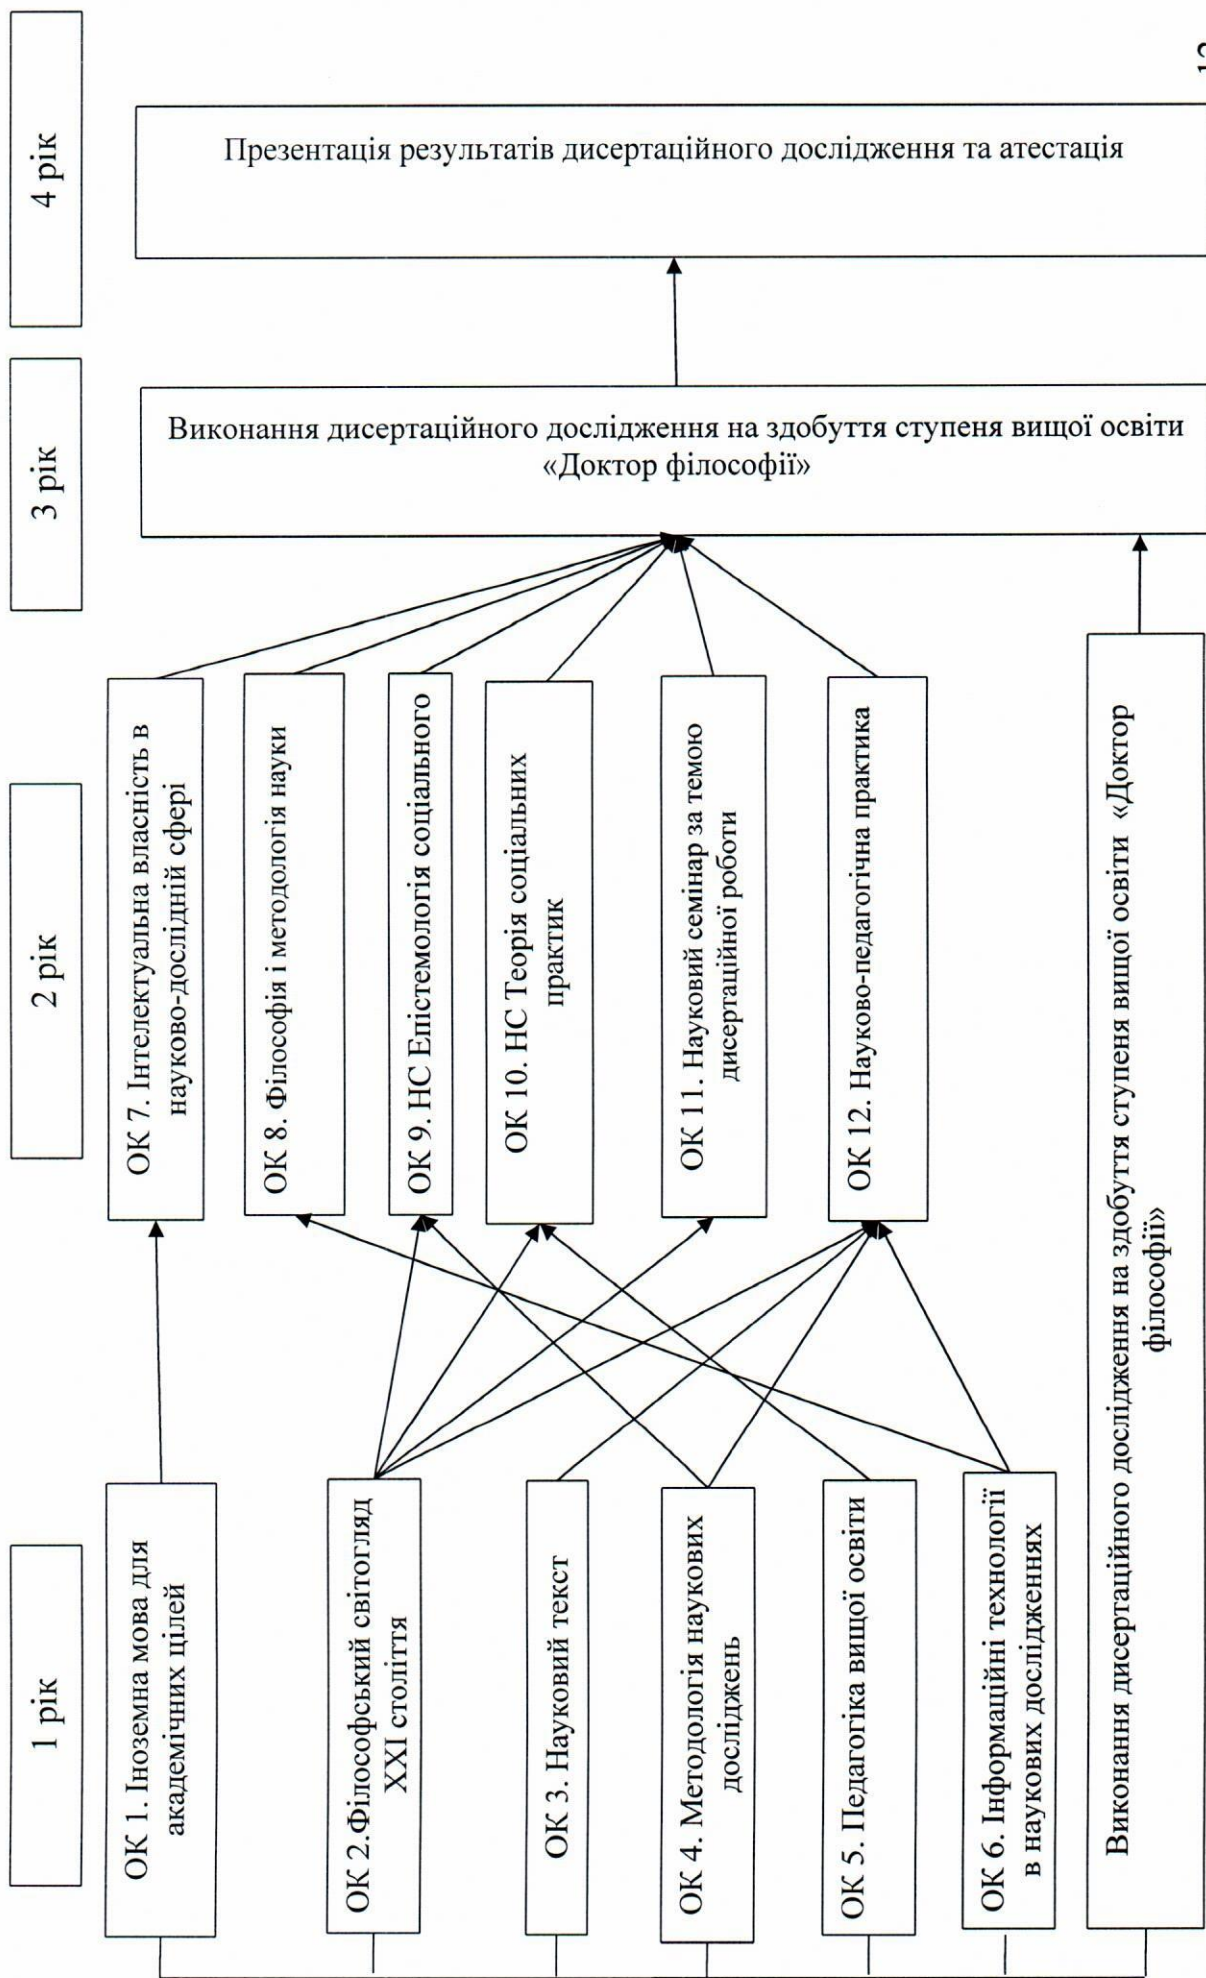 1 рік
2 рік
3 рік
4 рік
ОК 1. Іноземна мова для
академічних цілей
ОК 2.Філософський світогляд
ХХІ століття
ОК 3. Науковий текст
ОК 4. Методологія наукових
досліджень
ОК 5. Педагогіка вищої освіти
ОК 6. Інформаційні технології
в наукових дослідженнях
ОК 7. Інтелектуальна власність в
науково-дослідній сфері
ОК 8. Філософія і методологія науки
ОК 9. НС Епістемологія соціального
ОК 10. НС Теорія соціальних
практик
ОК 11. Науковий семінар за темою
дисертаційної роботи
ОК 12. Науково-педагогічна практика
Виконання дисертаційного дослідження на здобуття ступеня вищої освіти «Доктор
філософії»
Виконання дисертаційного дослідження на здобуття ступеня вищої освіти
«Доктор філософії»
Презентація результатів дисертаційного дослідження та атестація